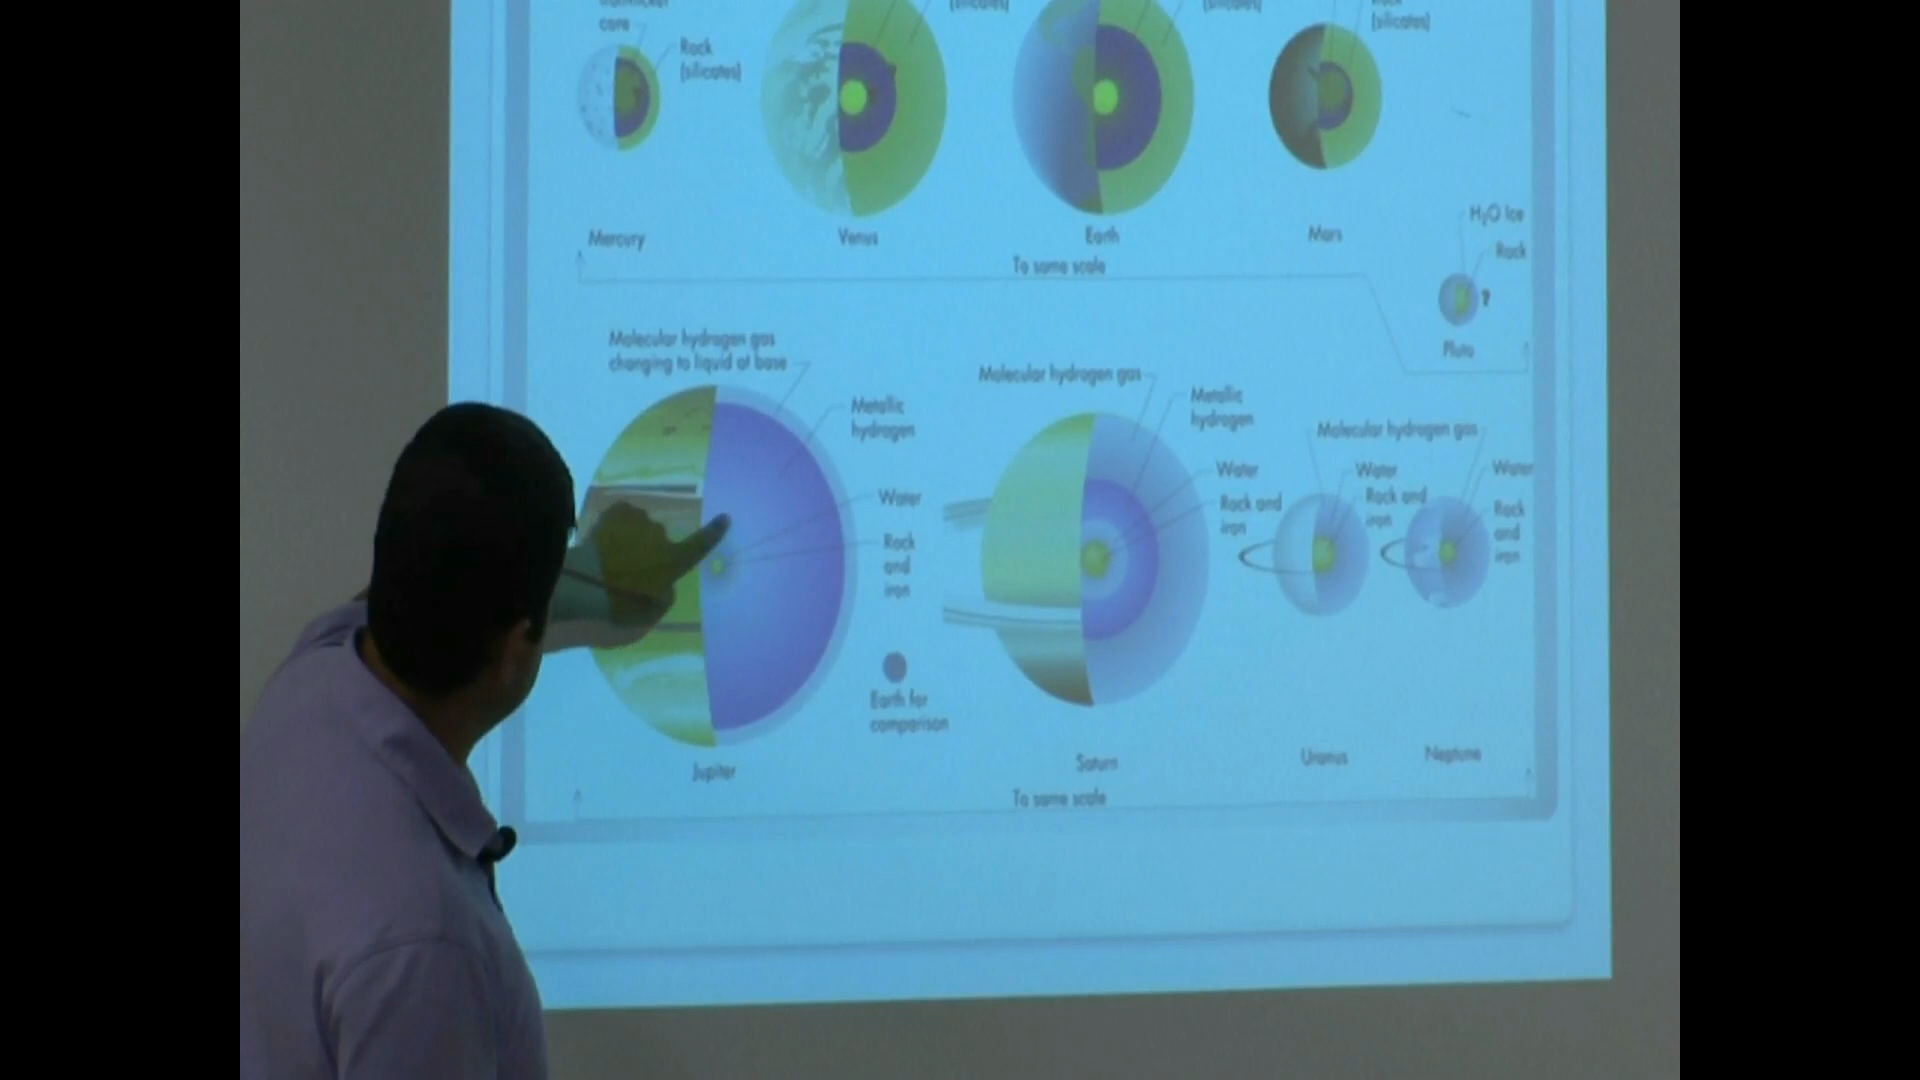 core
Rock
(silicates)
(silicates)
(silicates)
Rock
(silicates)
Mercury
Venus
Earth
Mars
To same scale
H₂O Ice
Rock
?
Pluto
Molecular hydrogen gas
changing to liquid at base
Metallic
hydrogen
Water
Rock
and
iron
Earth for
comparison
Jupiter
Molecular hydrogen gas
Metallic
hydrogen
Water
Rock and
iron
Saturn
Molecular hydrogen gas
Water
Rock and
iron
Uranus
Water
Rock
and
iron
Neptune
To same scale